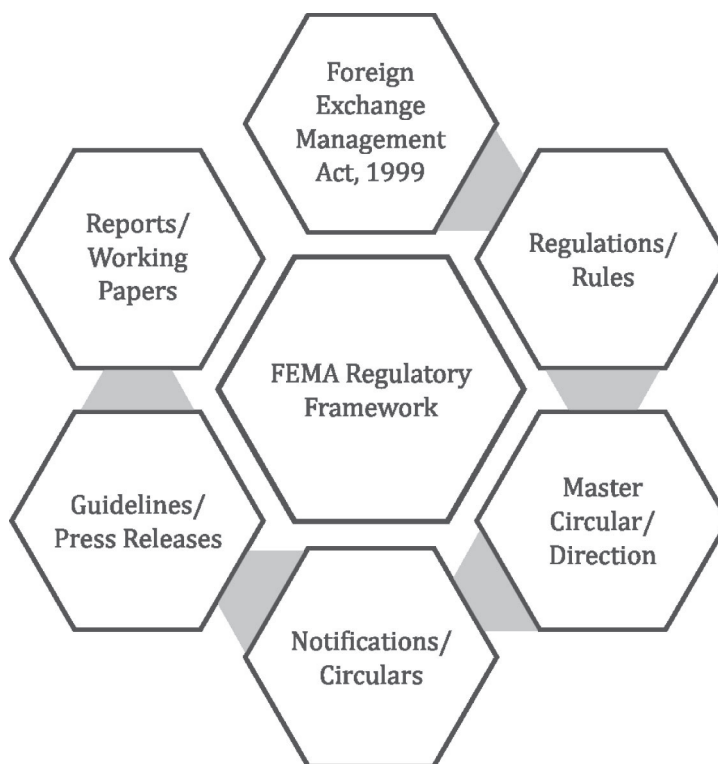 Foreign
Exchange
Management
Act, 1999
Regulations/
Rules
Master
Circular/
Direction
Notifications/
Circulars
Guidelines/
Press Releases
Reports/
Working
Papers
FEMA Regulatory
Framework